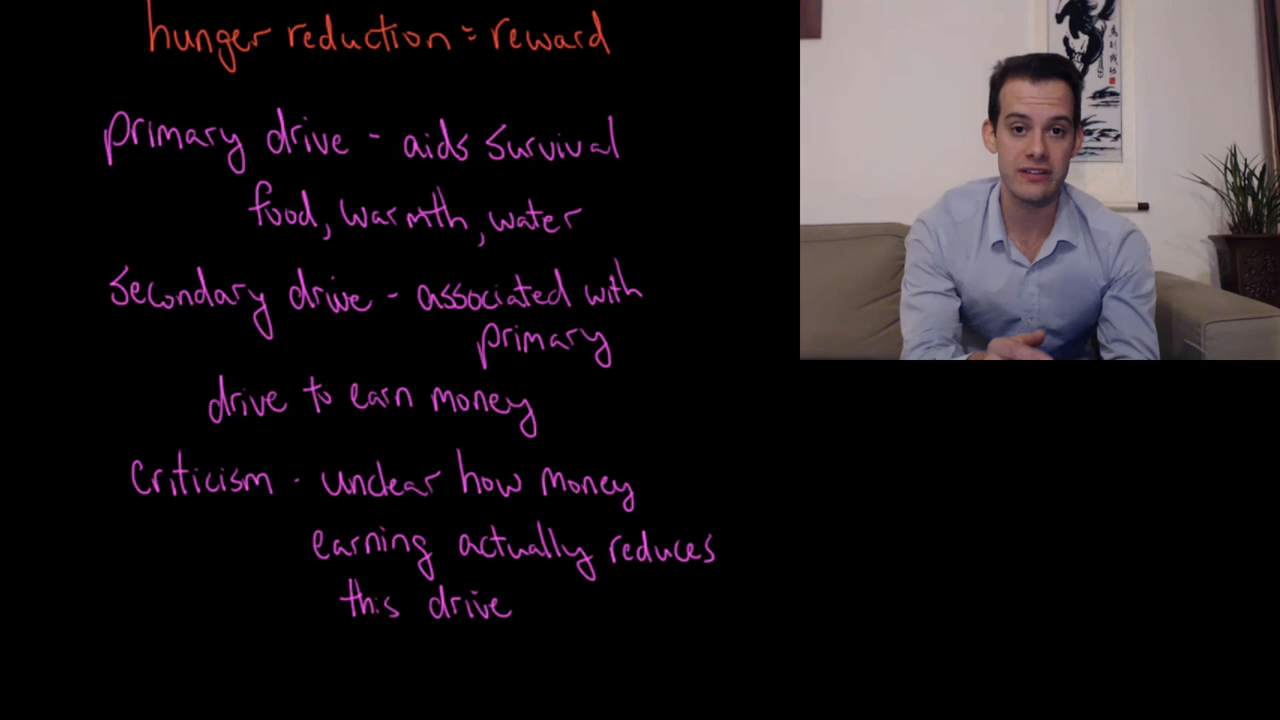 hunger reduction = reward
primary drive - aids survival
food, warmth, water
secondary drive - associated with
primary
drive to earn money
criticism - unclear how money
earning actually reduces
this drive